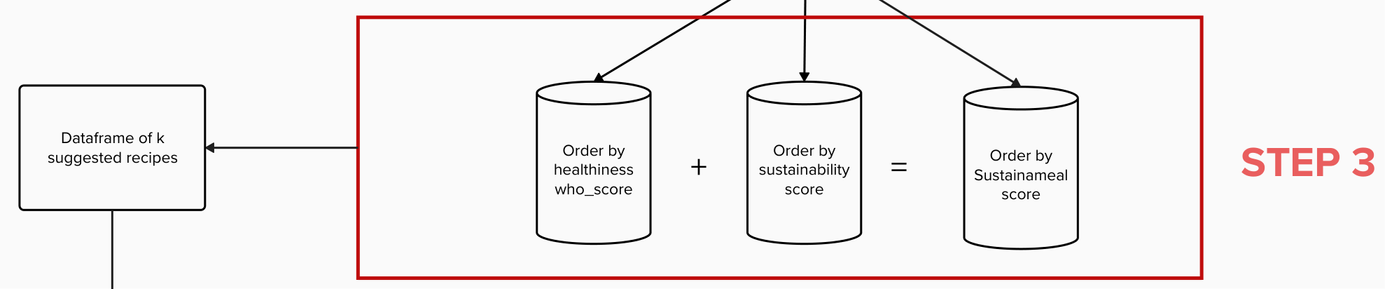 Dataframe of k
suggested recipes
Order by
healthiness
who_score
+
Order by
sustainability
score
=
Order by
Sustainameal
score
STEP 3